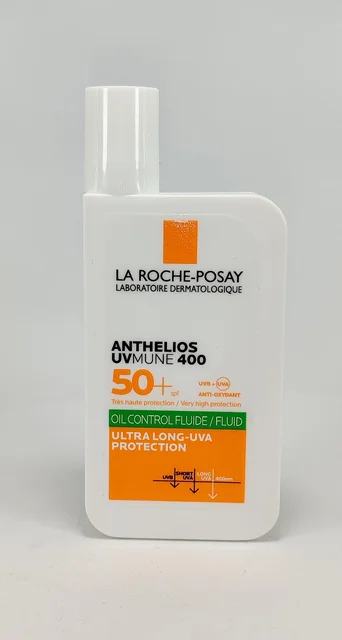 LA ROCHE-POSAY
LABORATOIRE DERMATOLOGIQUE
ANTHELIOS
UVMUNE 400
50+ spf
UVB + UVA
ANTI-OXYDANT
Très haute protection / Very high protection
OIL CONTROL FLUIDE / FLUID
ULTRA LONG-UVA
PROTECTION
UVB
SHORT UVA
LONG UVA
400nm